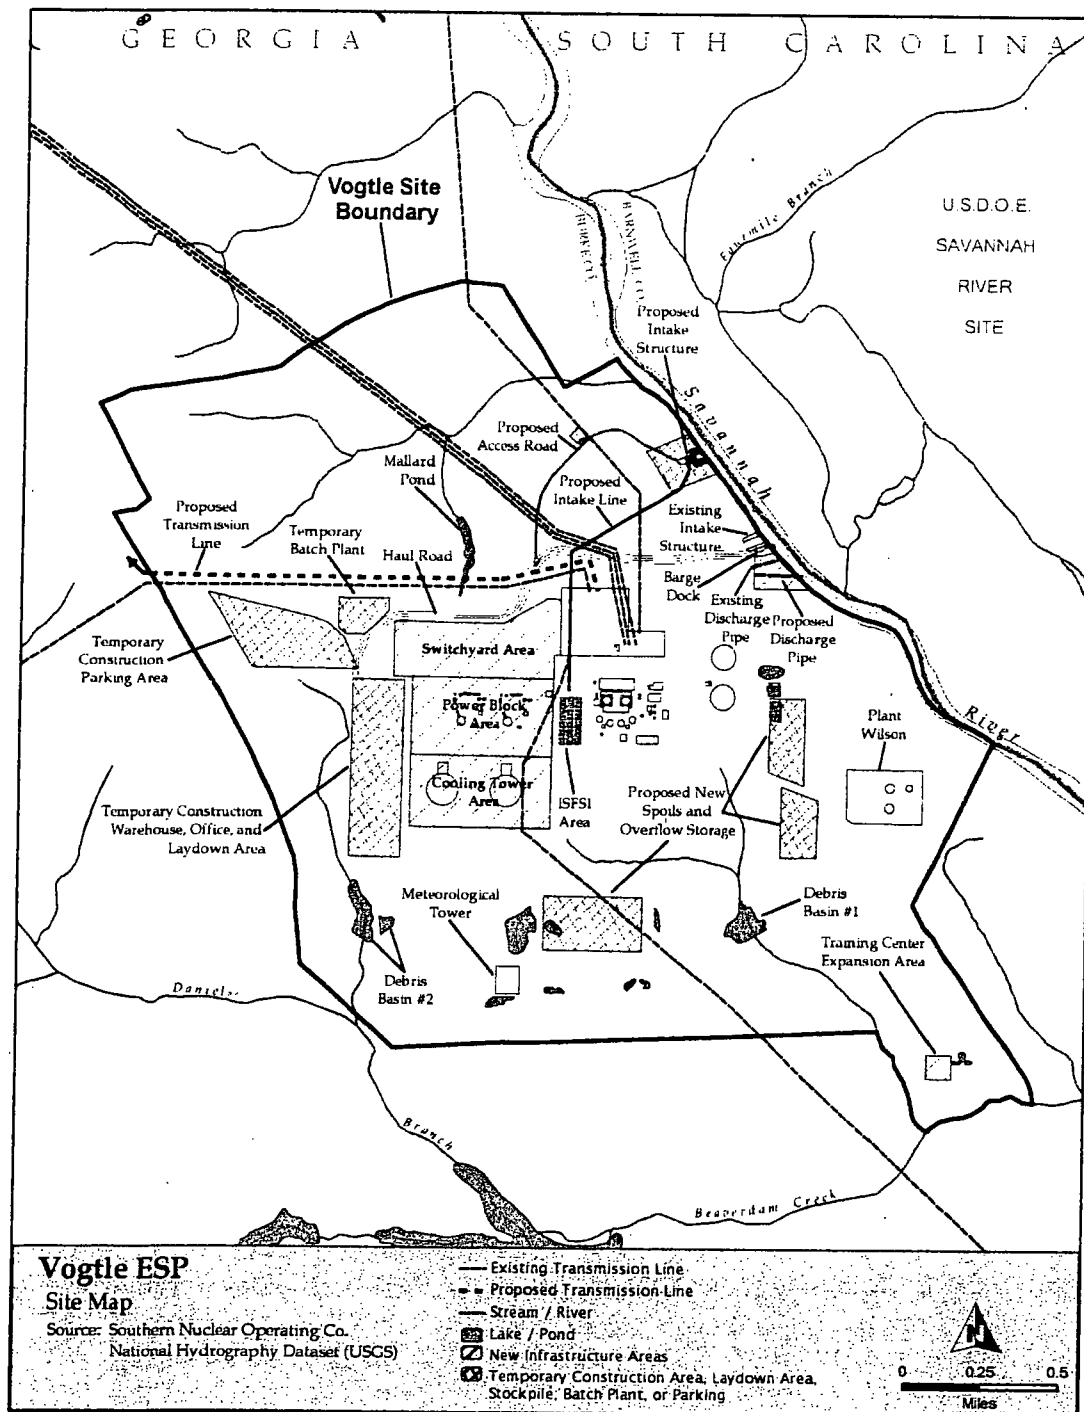 GEORGIA
SOUTH CAROLINA
Vogtle Site
Boundary
BURKE CO.
BARNWELL CO.
Fourmile Branch
U.S.D.O.E.
SAVANNAH
RIVER
SITE
Proposed
Intake
Structure
Savannah
River
Proposed
Access Road
Mallard
Pond
Proposed
Intake Line
Proposed
Transmission
Line
Temporary
Batch Plant
Haul Road
Existing
Intake
Structure
Barge
Dock
Existing
Discharge
Pipe
Proposed
Discharge
Pipe
Temporary
Construction
Parking Area
Switchyard Area
Power Block
Area
Plant
Wilson
Cooling Tower
Area
ISFSI
Area
Proposed New
Spoils and
Overflow Storage
Temporary Construction
Warehouse, Office, and
Laydown Area
Meteorological
Tower
Debris
Basin #1
Training Center
Expansion Area
Debris
Basin #2
Daniels
Branch
Beaverdam Creek
Vogtle ESP
Site Map
Source: Southern Nuclear Operating Co.
National Hydrography Dataset (USGS)
Existing Transmission Line
Proposed Transmission Line
Stream / River
Lake / Pond
New Infrastructure Areas
Temporary Construction Area, Laydown Area,
Stockpile, Batch Plant, or Parking
N
0 0.25 0.5
Miles